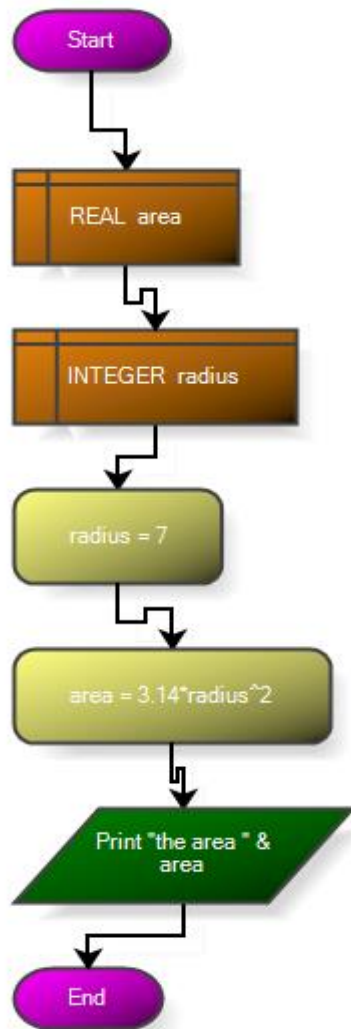 Start
REAL  area
INTEGER  radius
radius = 7
area = 3.14*radius^2
Print "the area " &
area
End